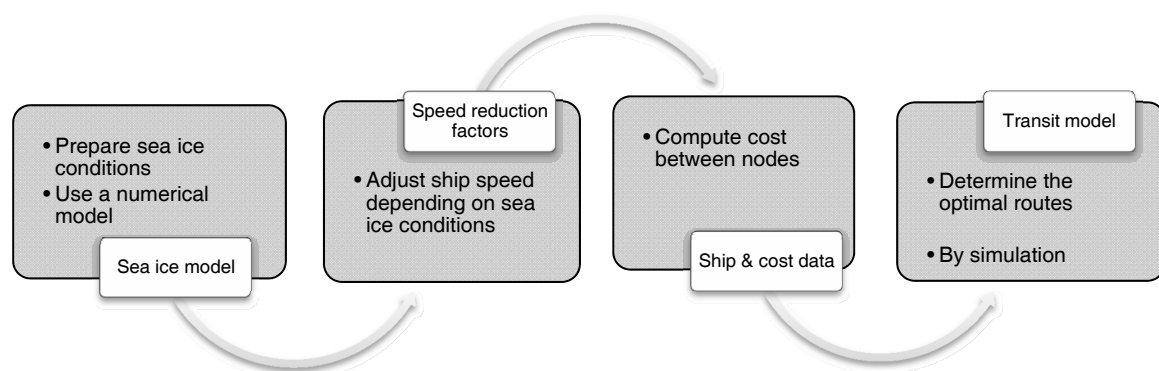 • Prepare sea ice
conditions
• Use a numerical
model
Sea ice model
Speed reduction
factors
• Adjust ship speed
depending on sea
ice conditions
• Compute cost
between nodes
Ship & cost data
Transit model
• Determine the
optimal routes
• By simulation